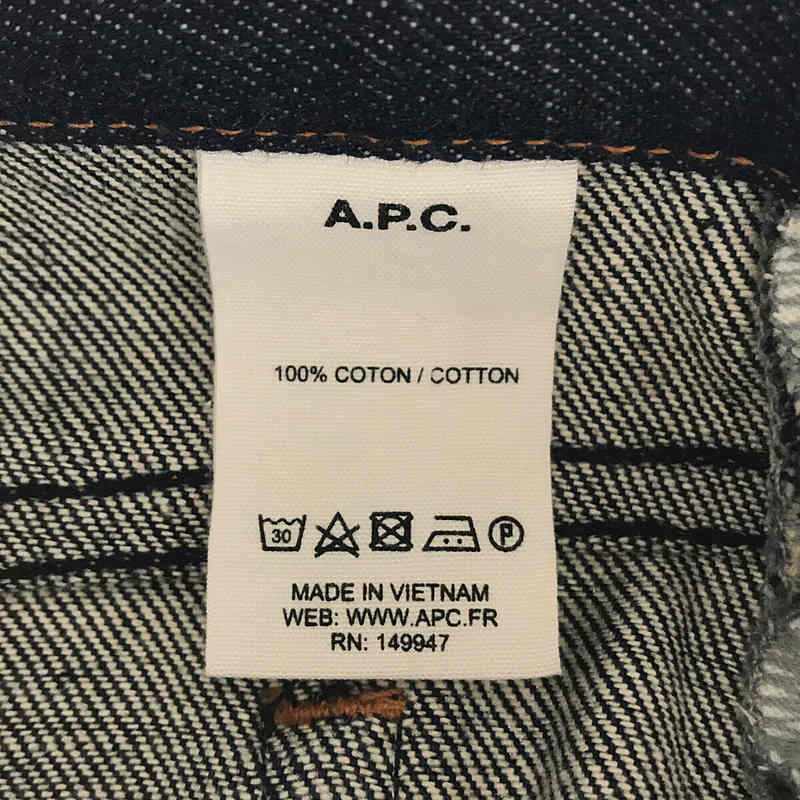 A.P.C.
100% COTON / COTTON
30 P
MADE IN VIETNAM
WEB: WWW.APC.FR
RN: 149947